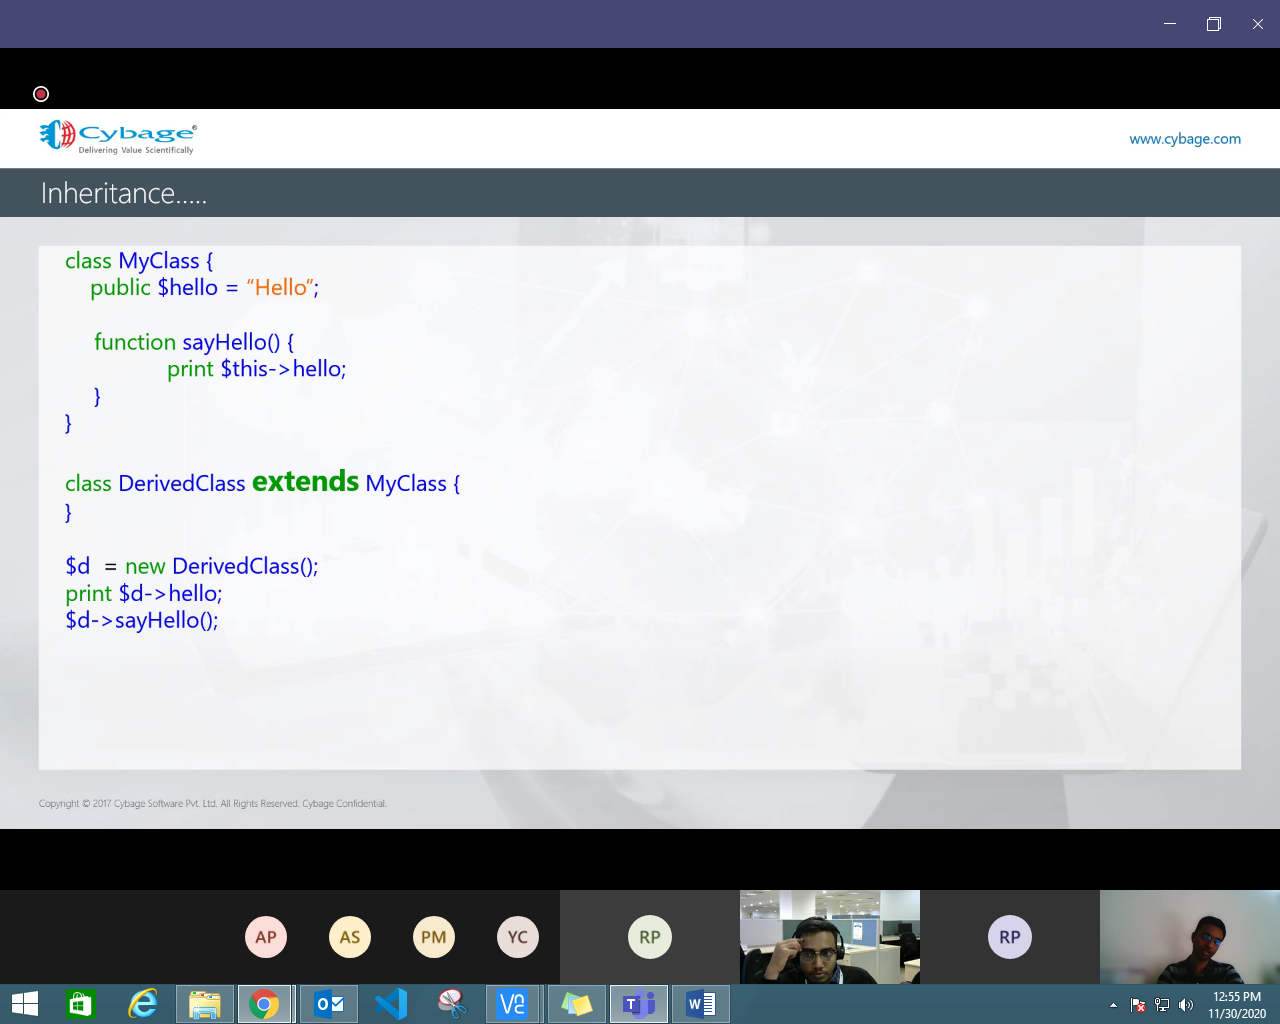 Cybage®
Delivering Value Scientifically
www.cybage.com
Inheritance.....
class MyClass {
public $hello = “Hello”;
function sayHello() {
print $this->hello;
}
}
class DerivedClass extends MyClass {
}
$d = new DerivedClass();
print $d->hello;
$d->sayHello();
Copyright © 2017 Cybage Software Pvt. Ltd. All Rights Reserved. Cybage Confidential.
AP AS PM YC RP RP
12:55 PM
11/30/2020